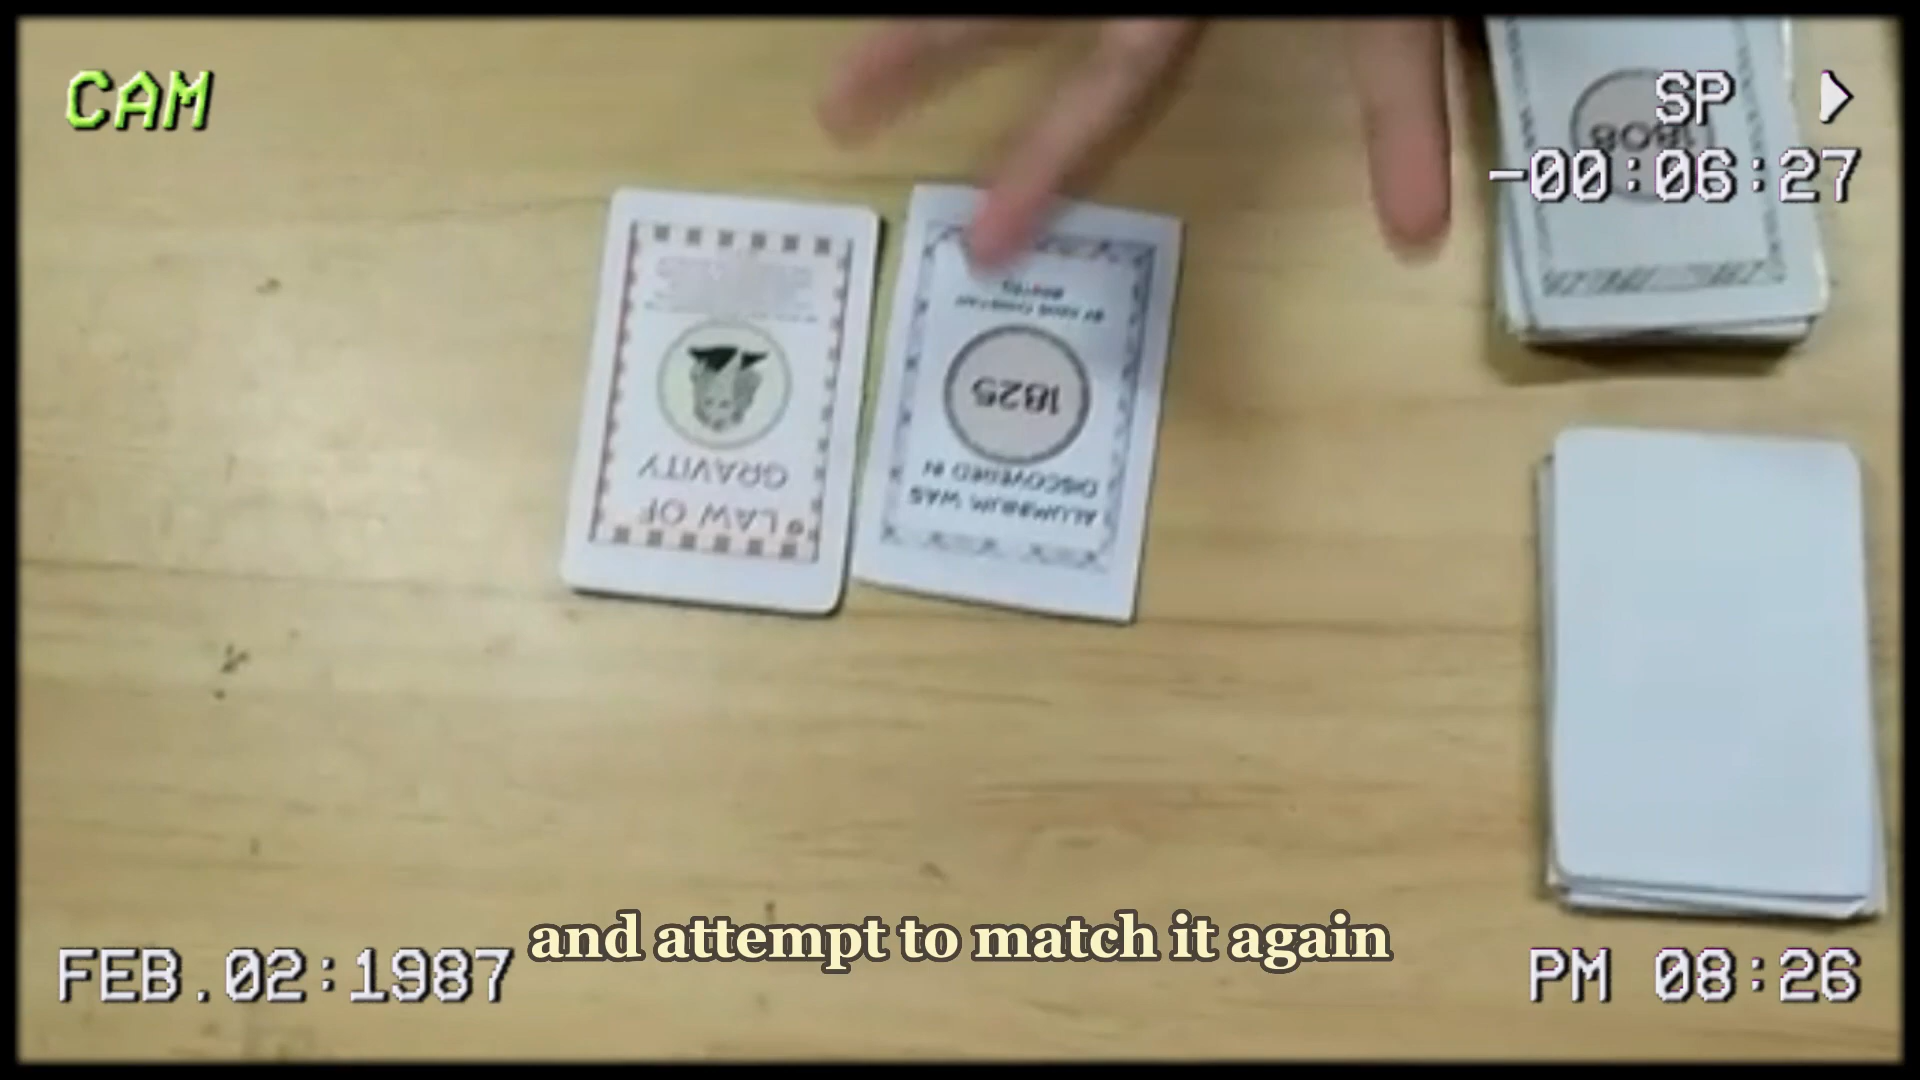 CAM
SP
-00:06:27
1808
LAW OF
GRAVITY
ALUMINIUM WAS
DISCOVERED IN
1825
and attempt to match it again
FEB.02:1987
PM 08:26